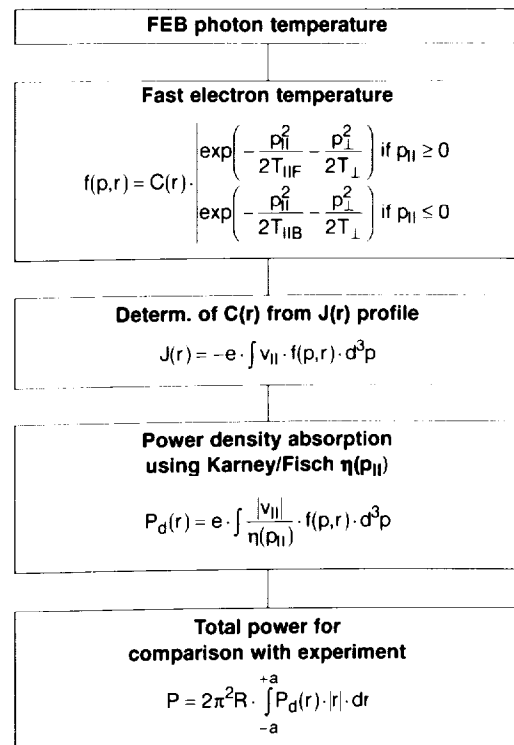 FEB photon temperature
Fast electron temperature
exp(−p||²/2T||F − p⊥²/2T⊥) if p|| ≥ 0
f(p,r) = C(r)·
exp(−p||²/2T||B − p⊥²/2T⊥) if p|| ≤ 0
Determ. of C(r) from J(r) profile
J(r) = −e·∫v||·f(p,r)·d³p
Power density absorption
using Karney/Fisch η(p||)
P_d(r) = e·∫|v|||/η(p||)·f(p,r)·d³p
Total power for
comparison with experiment
+a
P = 2π²R·∫P_d(r)·|r|·dr
−a